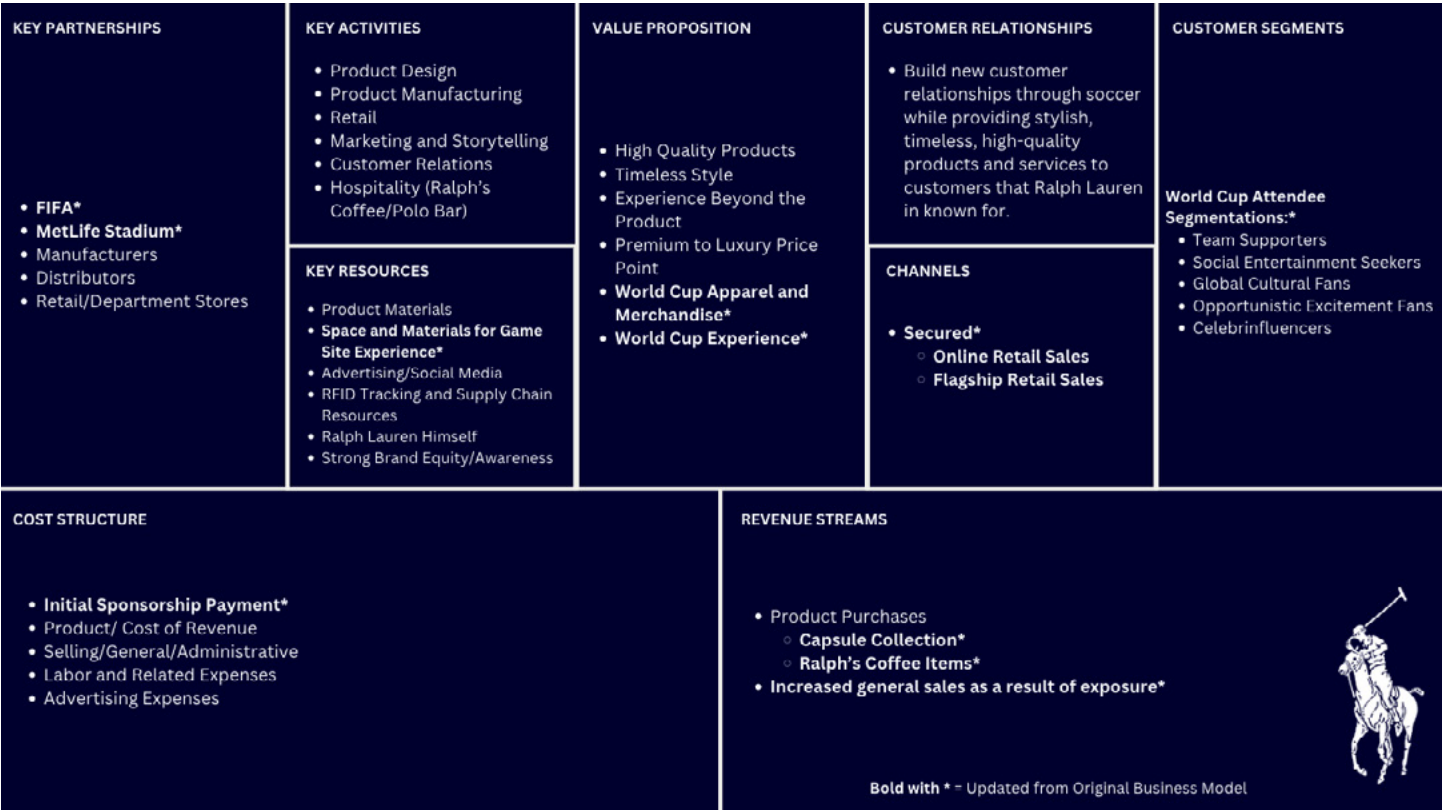 KEY PARTNERSHIPS
• FIFA*
• MetLife Stadium*
• Manufacturers
• Distributors
• Retail/Department Stores
KEY ACTIVITIES
• Product Design
• Product Manufacturing
• Retail
• Marketing and Storytelling
• Customer Relations
• Hospitality (Ralph's
Coffee/Polo Bar)
KEY RESOURCES
• Product Materials
• Space and Materials for Game
Site Experience*
• Advertising/Social Media
• RFID Tracking and Supply Chain
Resources
• Ralph Lauren Himself
• Strong Brand Equity/Awareness
VALUE PROPOSITION
• High Quality Products
• Timeless Style
• Experience Beyond the
Product
• Premium to Luxury Price
Point
• World Cup Apparel and
Merchandise*
• World Cup Experience*
CUSTOMER RELATIONSHIPS
• Build new customer
relationships through soccer
while providing stylish,
timeless, high-quality
products and services to
customers that Ralph Lauren
in known for.
CHANNELS
• Secured*
○ Online Retail Sales
○ Flagship Retail Sales
CUSTOMER SEGMENTS
World Cup Attendee
Segmentations:*
• Team Supporters
• Social Entertainment Seekers
• Global Cultural Fans
• Opportunistic Excitement Fans
• Celebrinfluencers
COST STRUCTURE
• Initial Sponsorship Payment*
• Product/ Cost of Revenue
• Selling/General/Administrative
• Labor and Related Expenses
• Advertising Expenses
REVENUE STREAMS
• Product Purchases
○ Capsule Collection*
○ Ralph's Coffee Items*
• Increased general sales as a result of exposure*
Bold with * = Updated from Original Business Model